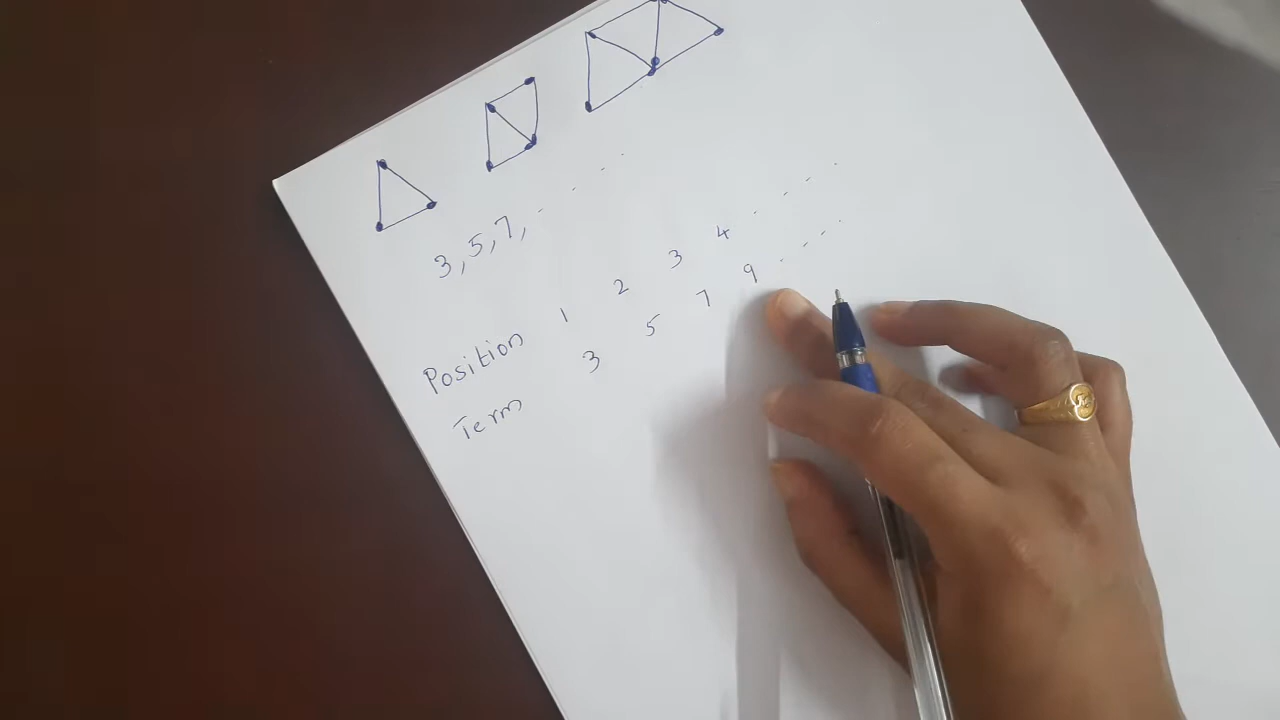 3, 5, 7, - - - -
Position 1 2 3 4 - - - -
Term 3 5 7 9 - - - -